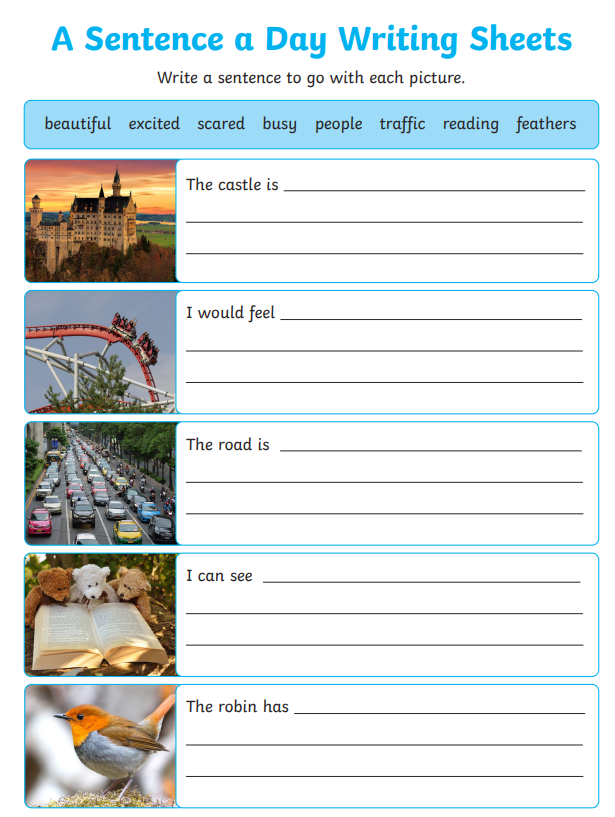 A Sentence a Day Writing Sheets
Write a sentence to go with each picture.
beautiful excited scared busy people traffic reading feathers
The castle is
I would feel
The road is
I can see
The robin has